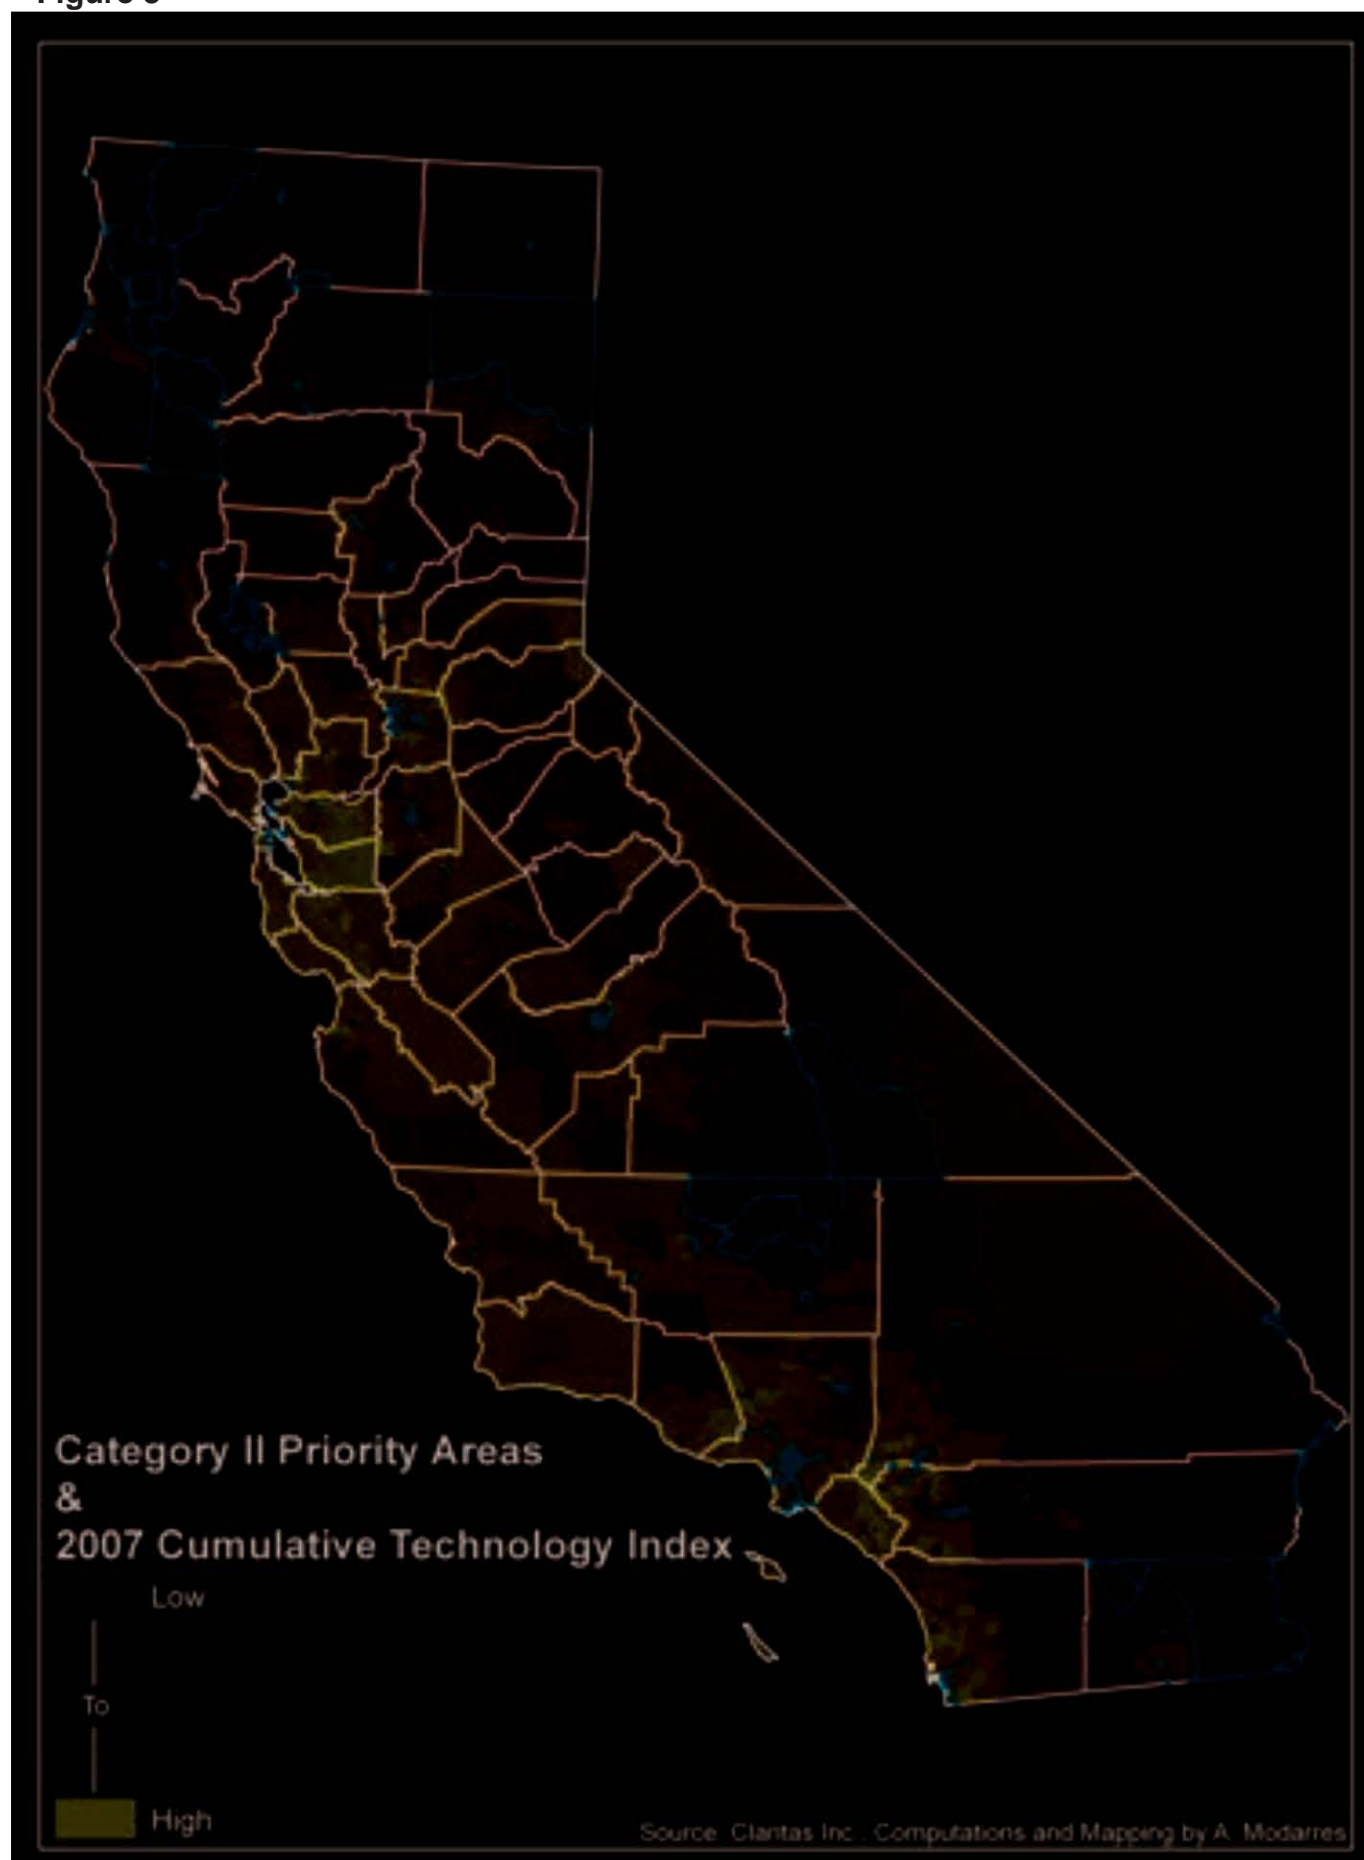 Category II Priority Areas
&
2007 Cumulative Technology Index
Low
To
High
Source: Claritas Inc., Computations and Mapping by A. Modarres